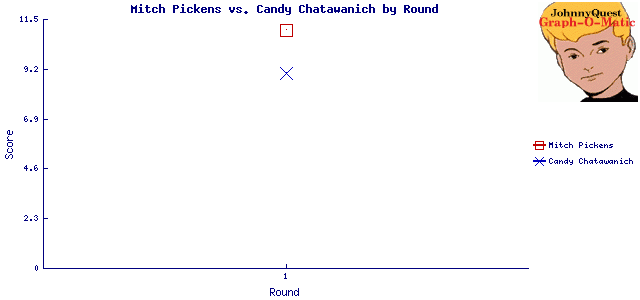 Mitch Pickens vs. Candy Chatawanich by Round
JohnnyQuest
Graph-O-Matic
11.5
9.2
6.9
4.6
2.3
0
Score
1
Round
Mitch Pickens
Candy Chatawanich